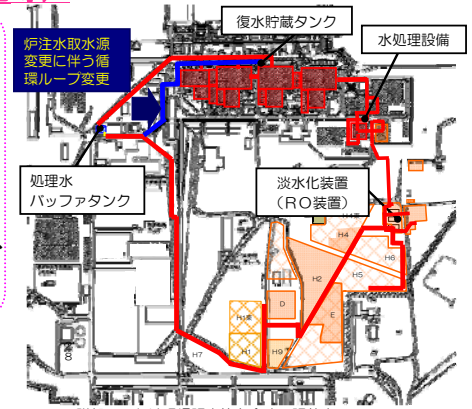 復水貯蔵タンク
炉注水取水源
変更に伴う循
環ループ変更
水処理設備
処理水
バッファタンク
淡水化装置
（RO装置）
H4
H6
H2
H5
D
E
H1東
H1
H9
H7
8